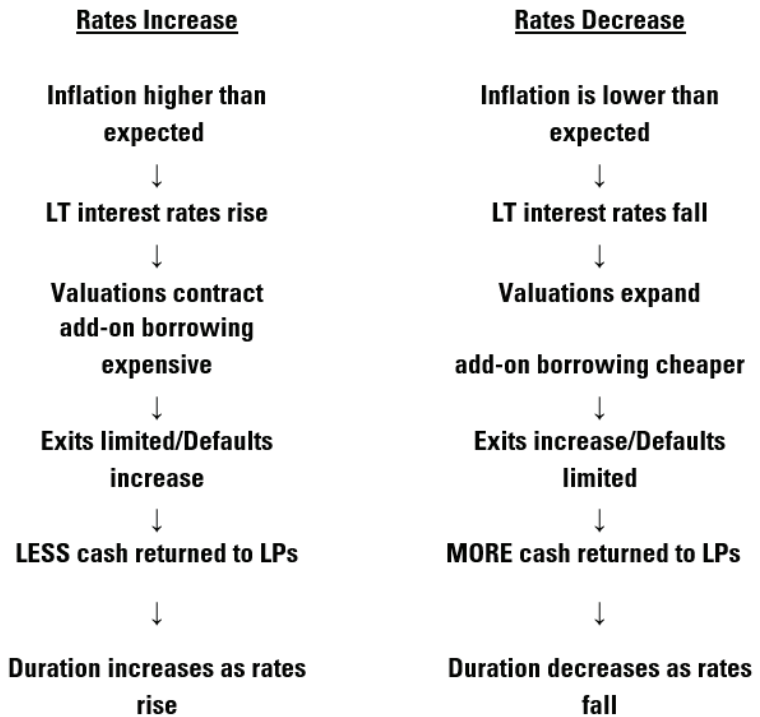 Rates Increase
Inflation higher than
expected
↓
LT interest rates rise
↓
Valuations contract
add-on borrowing
expensive
↓
Exits limited/Defaults
increase
↓
LESS cash returned to LPs
↓
Duration increases as rates
rise
Rates Decrease
Inflation is lower than
expected
↓
LT interest rates fall
↓
Valuations expand
add-on borrowing cheaper
↓
Exits increase/Defaults
limited
↓
MORE cash returned to LPs
↓
Duration decreases as rates
fall